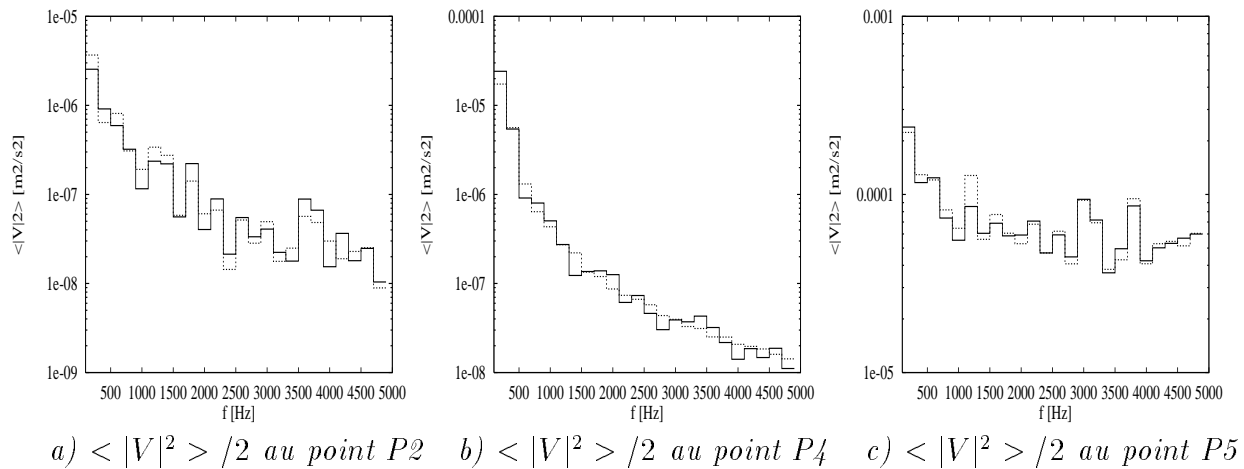 1e-05
1e-06
1e-07
1e-08
1e-09
<|V|2> [m2/s2]
500 1000 1500 2000 2500 3000 3500 4000 4500 5000
f [Hz]
0.0001
1e-05
1e-06
1e-07
1e-08
<|V|2> [m2/s2]
500 1000 1500 2000 2500 3000 3500 4000 4500 5000
f [Hz]
0.001
0.0001
1e-05
<|V|2> [m2/s2]
500 1000 1500 2000 2500 3000 3500 4000 4500 5000
f [Hz]
a) < |V|² > /2 au point P2
b) < |V|² > /2 au point P4
c) < |V|² > /2 au point P5